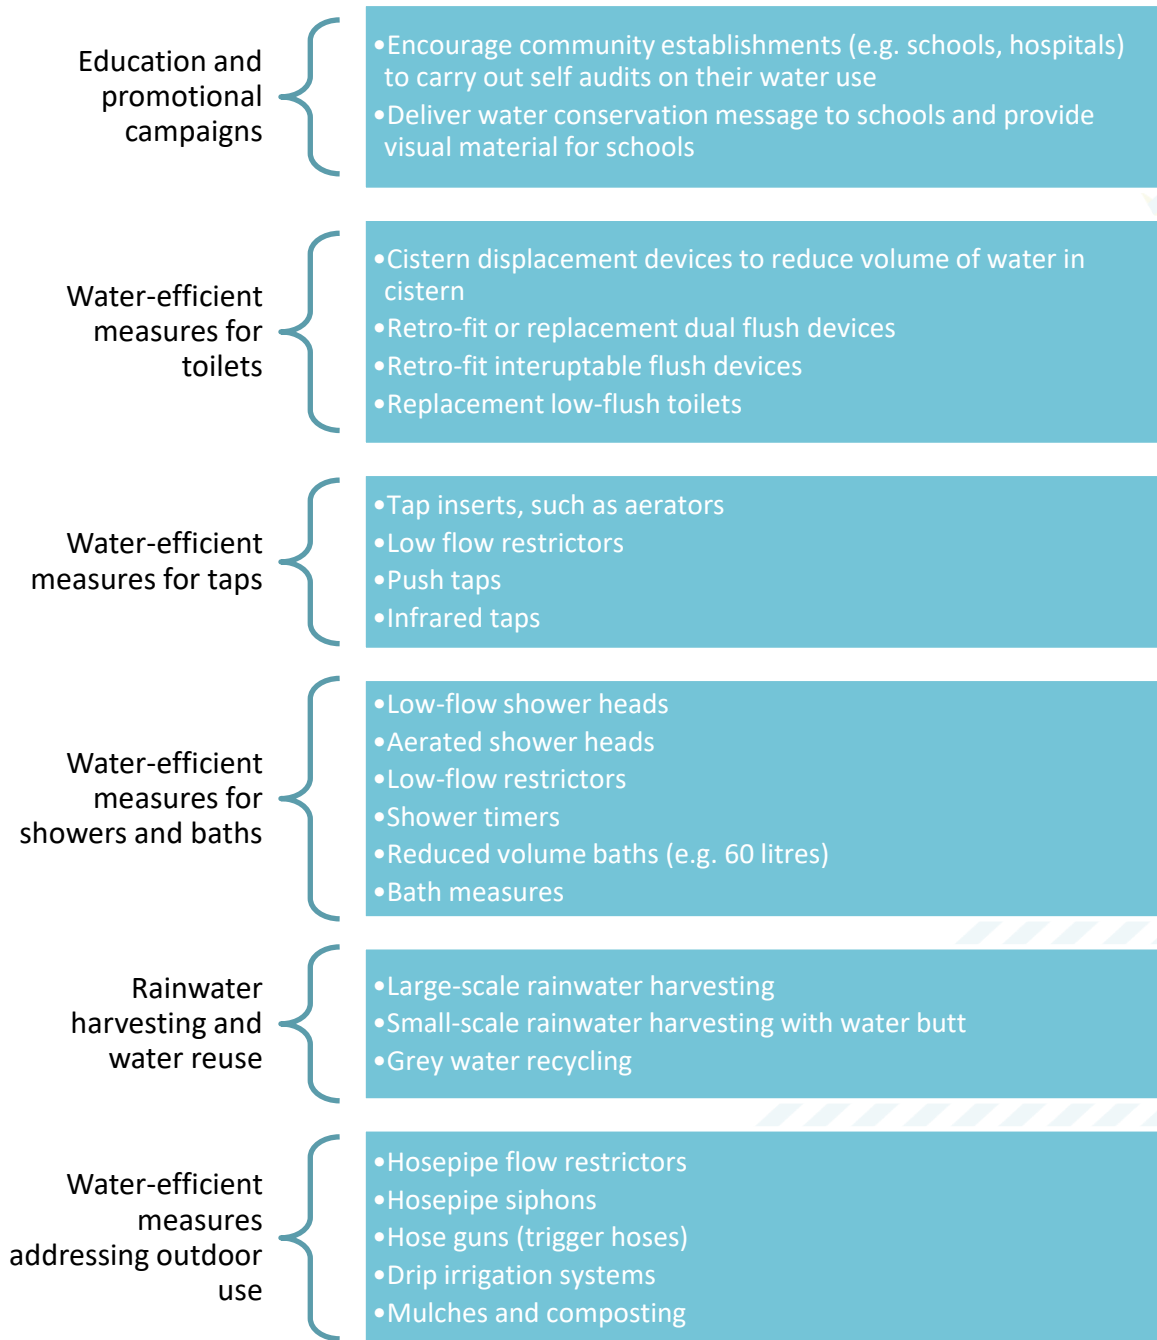 Education and
promotional
campaigns
•Encourage community establishments (e.g. schools, hospitals)
to carry out self audits on their water use
•Deliver water conservation message to schools and provide
visual material for schools
Water-efficient
measures for
toilets
•Cistern displacement devices to reduce volume of water in
cistern
•Retro-fit or replacement dual flush devices
•Retro-fit interuptable flush devices
•Replacement low-flush toilets
Water-efficient
measures for taps
•Tap inserts, such as aerators
•Low flow restrictors
•Push taps
•Infrared taps
Water-efficient
measures for
showers and baths
•Low-flow shower heads
•Aerated shower heads
•Low-flow restrictors
•Shower timers
•Reduced volume baths (e.g. 60 litres)
•Bath measures
Rainwater
harvesting and
water reuse
•Large-scale rainwater harvesting
•Small-scale rainwater harvesting with water butt
•Grey water recycling
Water-efficient
measures
addressing outdoor
use
•Hosepipe flow restrictors
•Hosepipe siphons
•Hose guns (trigger hoses)
•Drip irrigation systems
•Mulches and composting